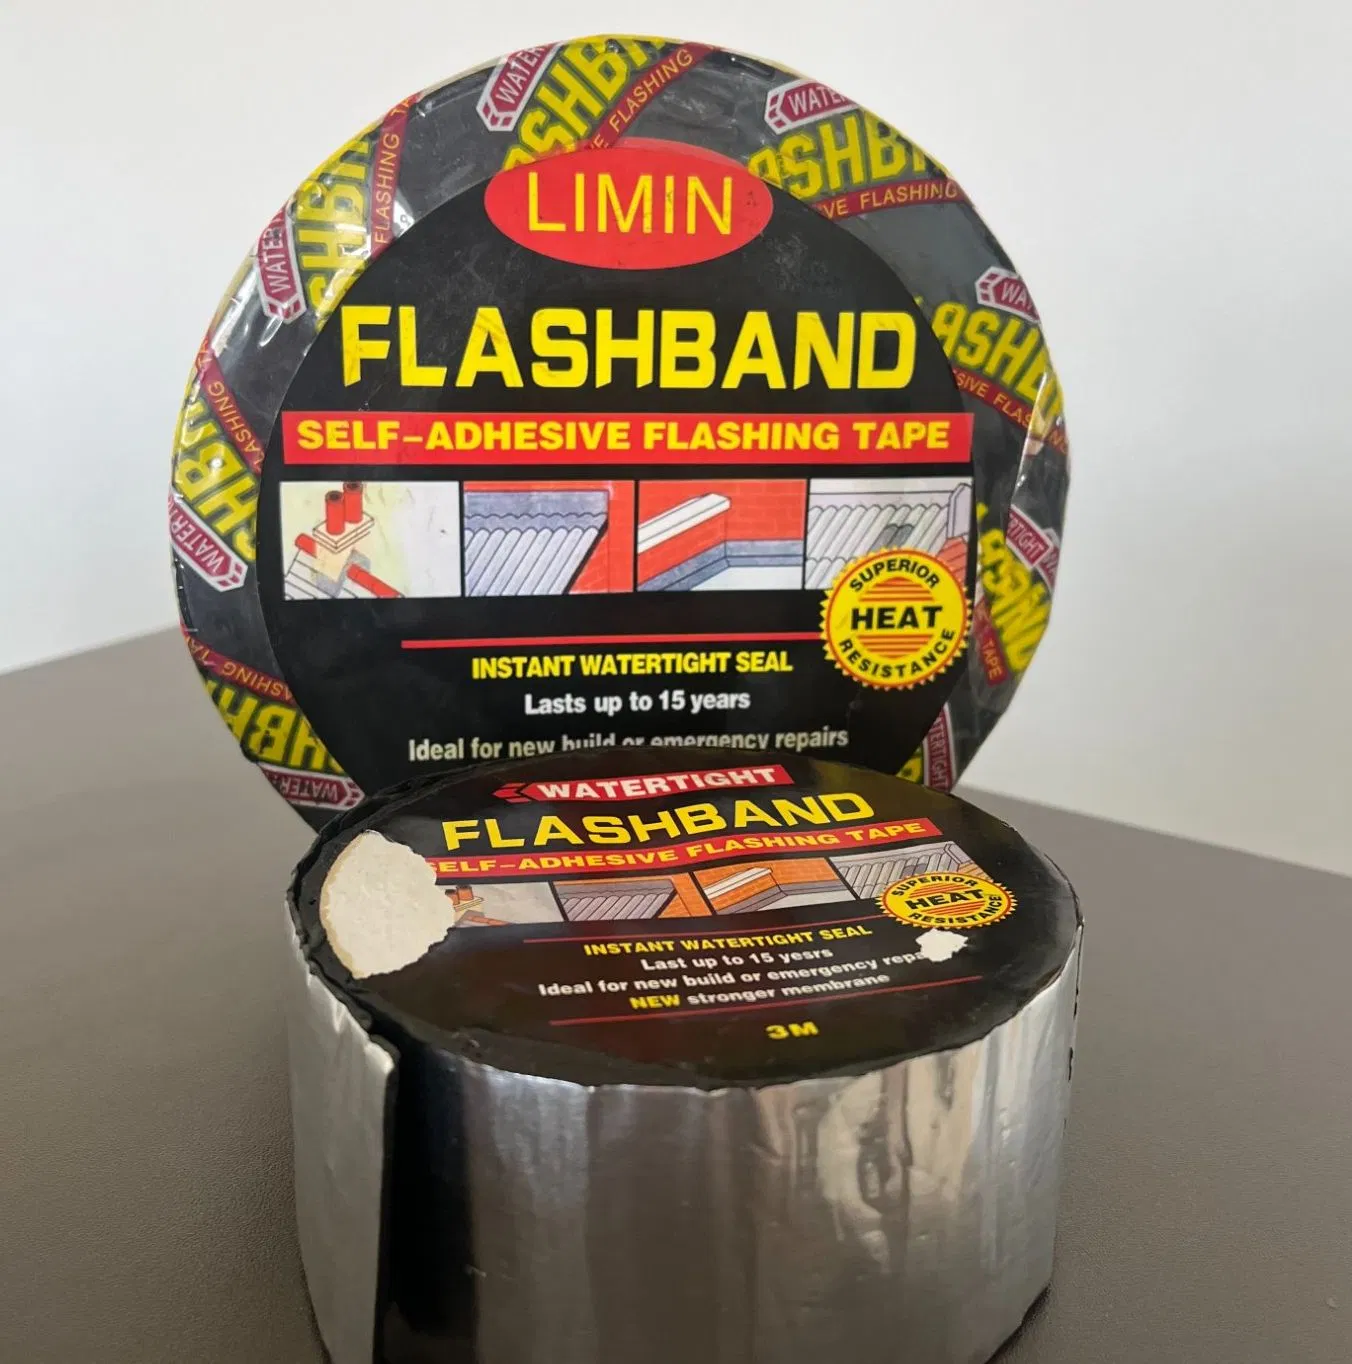 LIMIN
FLASHBAND
SELF-ADHESIVE FLASHING TAPE
SUPERIOR
HEAT
RESISTANCE
INSTANT WATERTIGHT SEAL
Lasts up to 15 years
Ideal for new build or emergency repairs
WATERTIGHT
FLASHBAND
SELF-ADHESIVE FLASHING TAPE
SUPERIOR
HEAT
RESISTANCE
INSTANT WATERTIGHT SEAL
Last up to 15 yesrs
Ideal for new build or emergency repa
NEW stronger membrane
3M